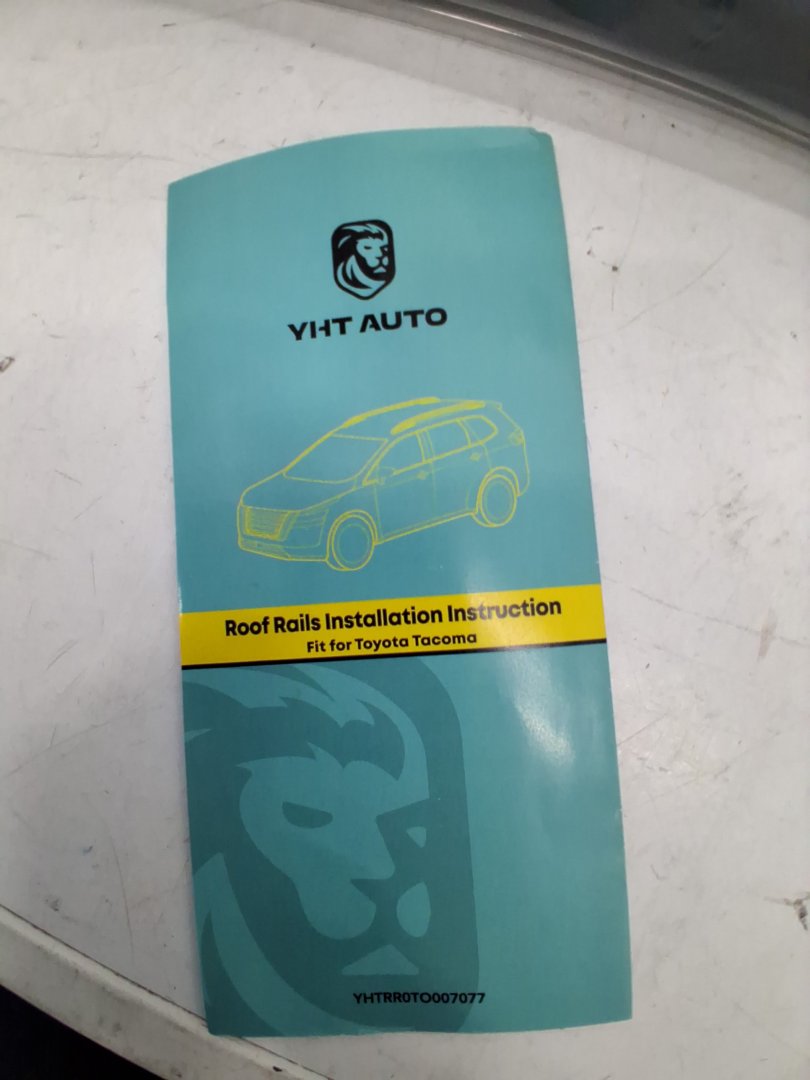 YHT AUTO
Roof Rails Installation Instruction
Fit for Toyota Tacoma
YHTRR0TO007077